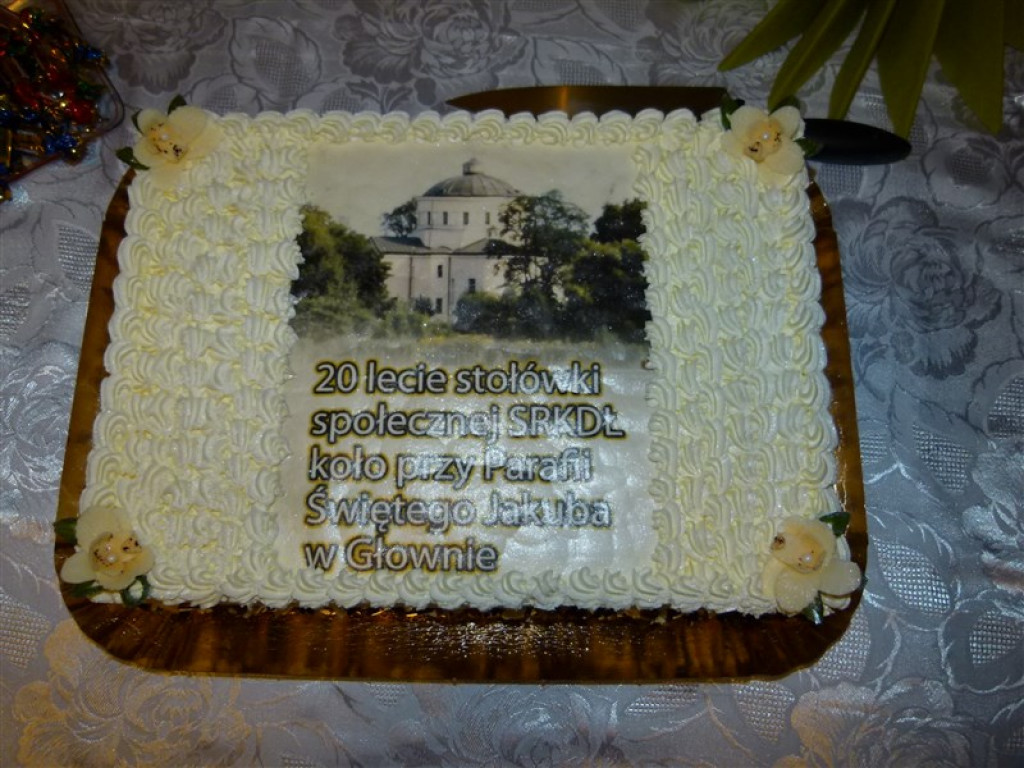 20 lecie stołówki
społecznej SRKDŁ
koło przy Parafii
Świętego Jakuba
w Głownie